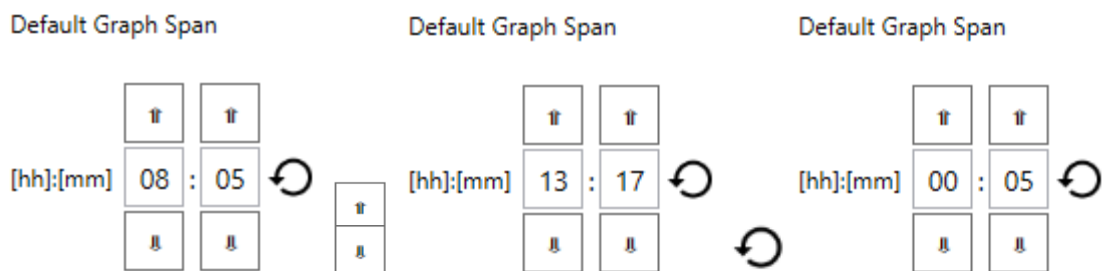 Default Graph Span
[hh]:[mm] 08 : 05
Default Graph Span
[hh]:[mm] 13 : 17
Default Graph Span
[hh]:[mm] 00 : 05